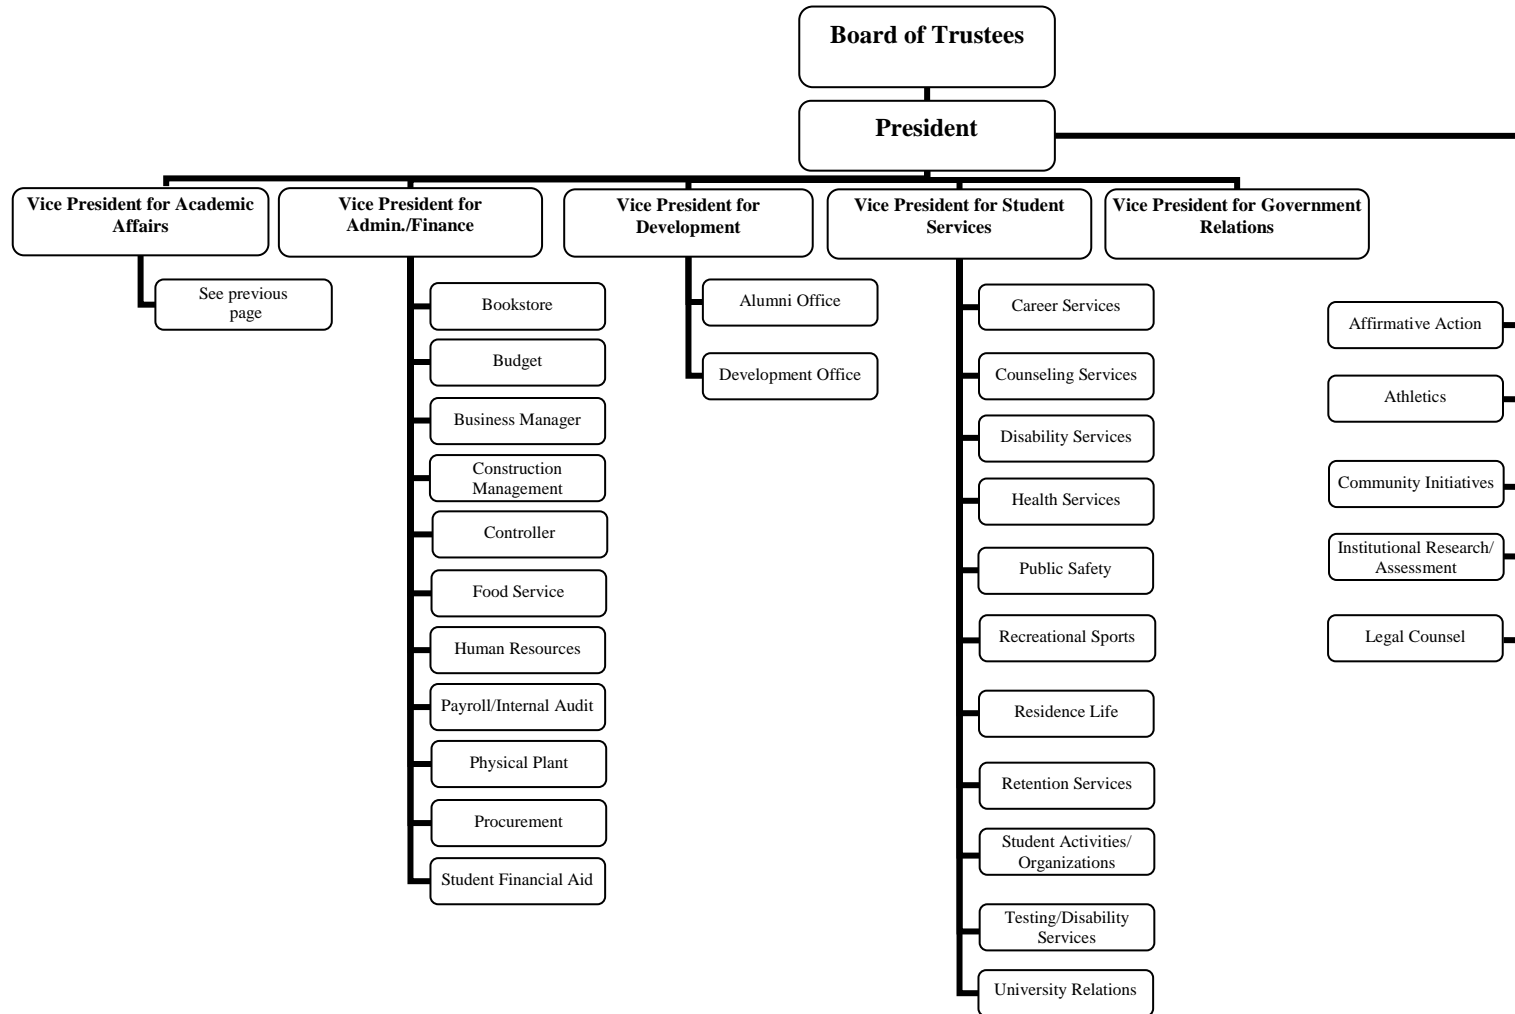 Board of Trustees
President
Vice President for Academic
Affairs
Vice President for
Admin./Finance
Vice President for
Development
Vice President for Student
Services
Vice President for Government
Relations
See previous
page
Bookstore
Budget
Business Manager
Construction
Management
Controller
Food Service
Human Resources
Payroll/Internal Audit
Physical Plant
Procurement
Student Financial Aid
Alumni Office
Development Office
Career Services
Counseling Services
Disability Services
Health Services
Public Safety
Recreational Sports
Residence Life
Retention Services
Student Activities/
Organizations
Testing/Disability
Services
University Relations
Affirmative Action
Athletics
Community Initiatives
Institutional Research/
Assessment
Legal Counsel